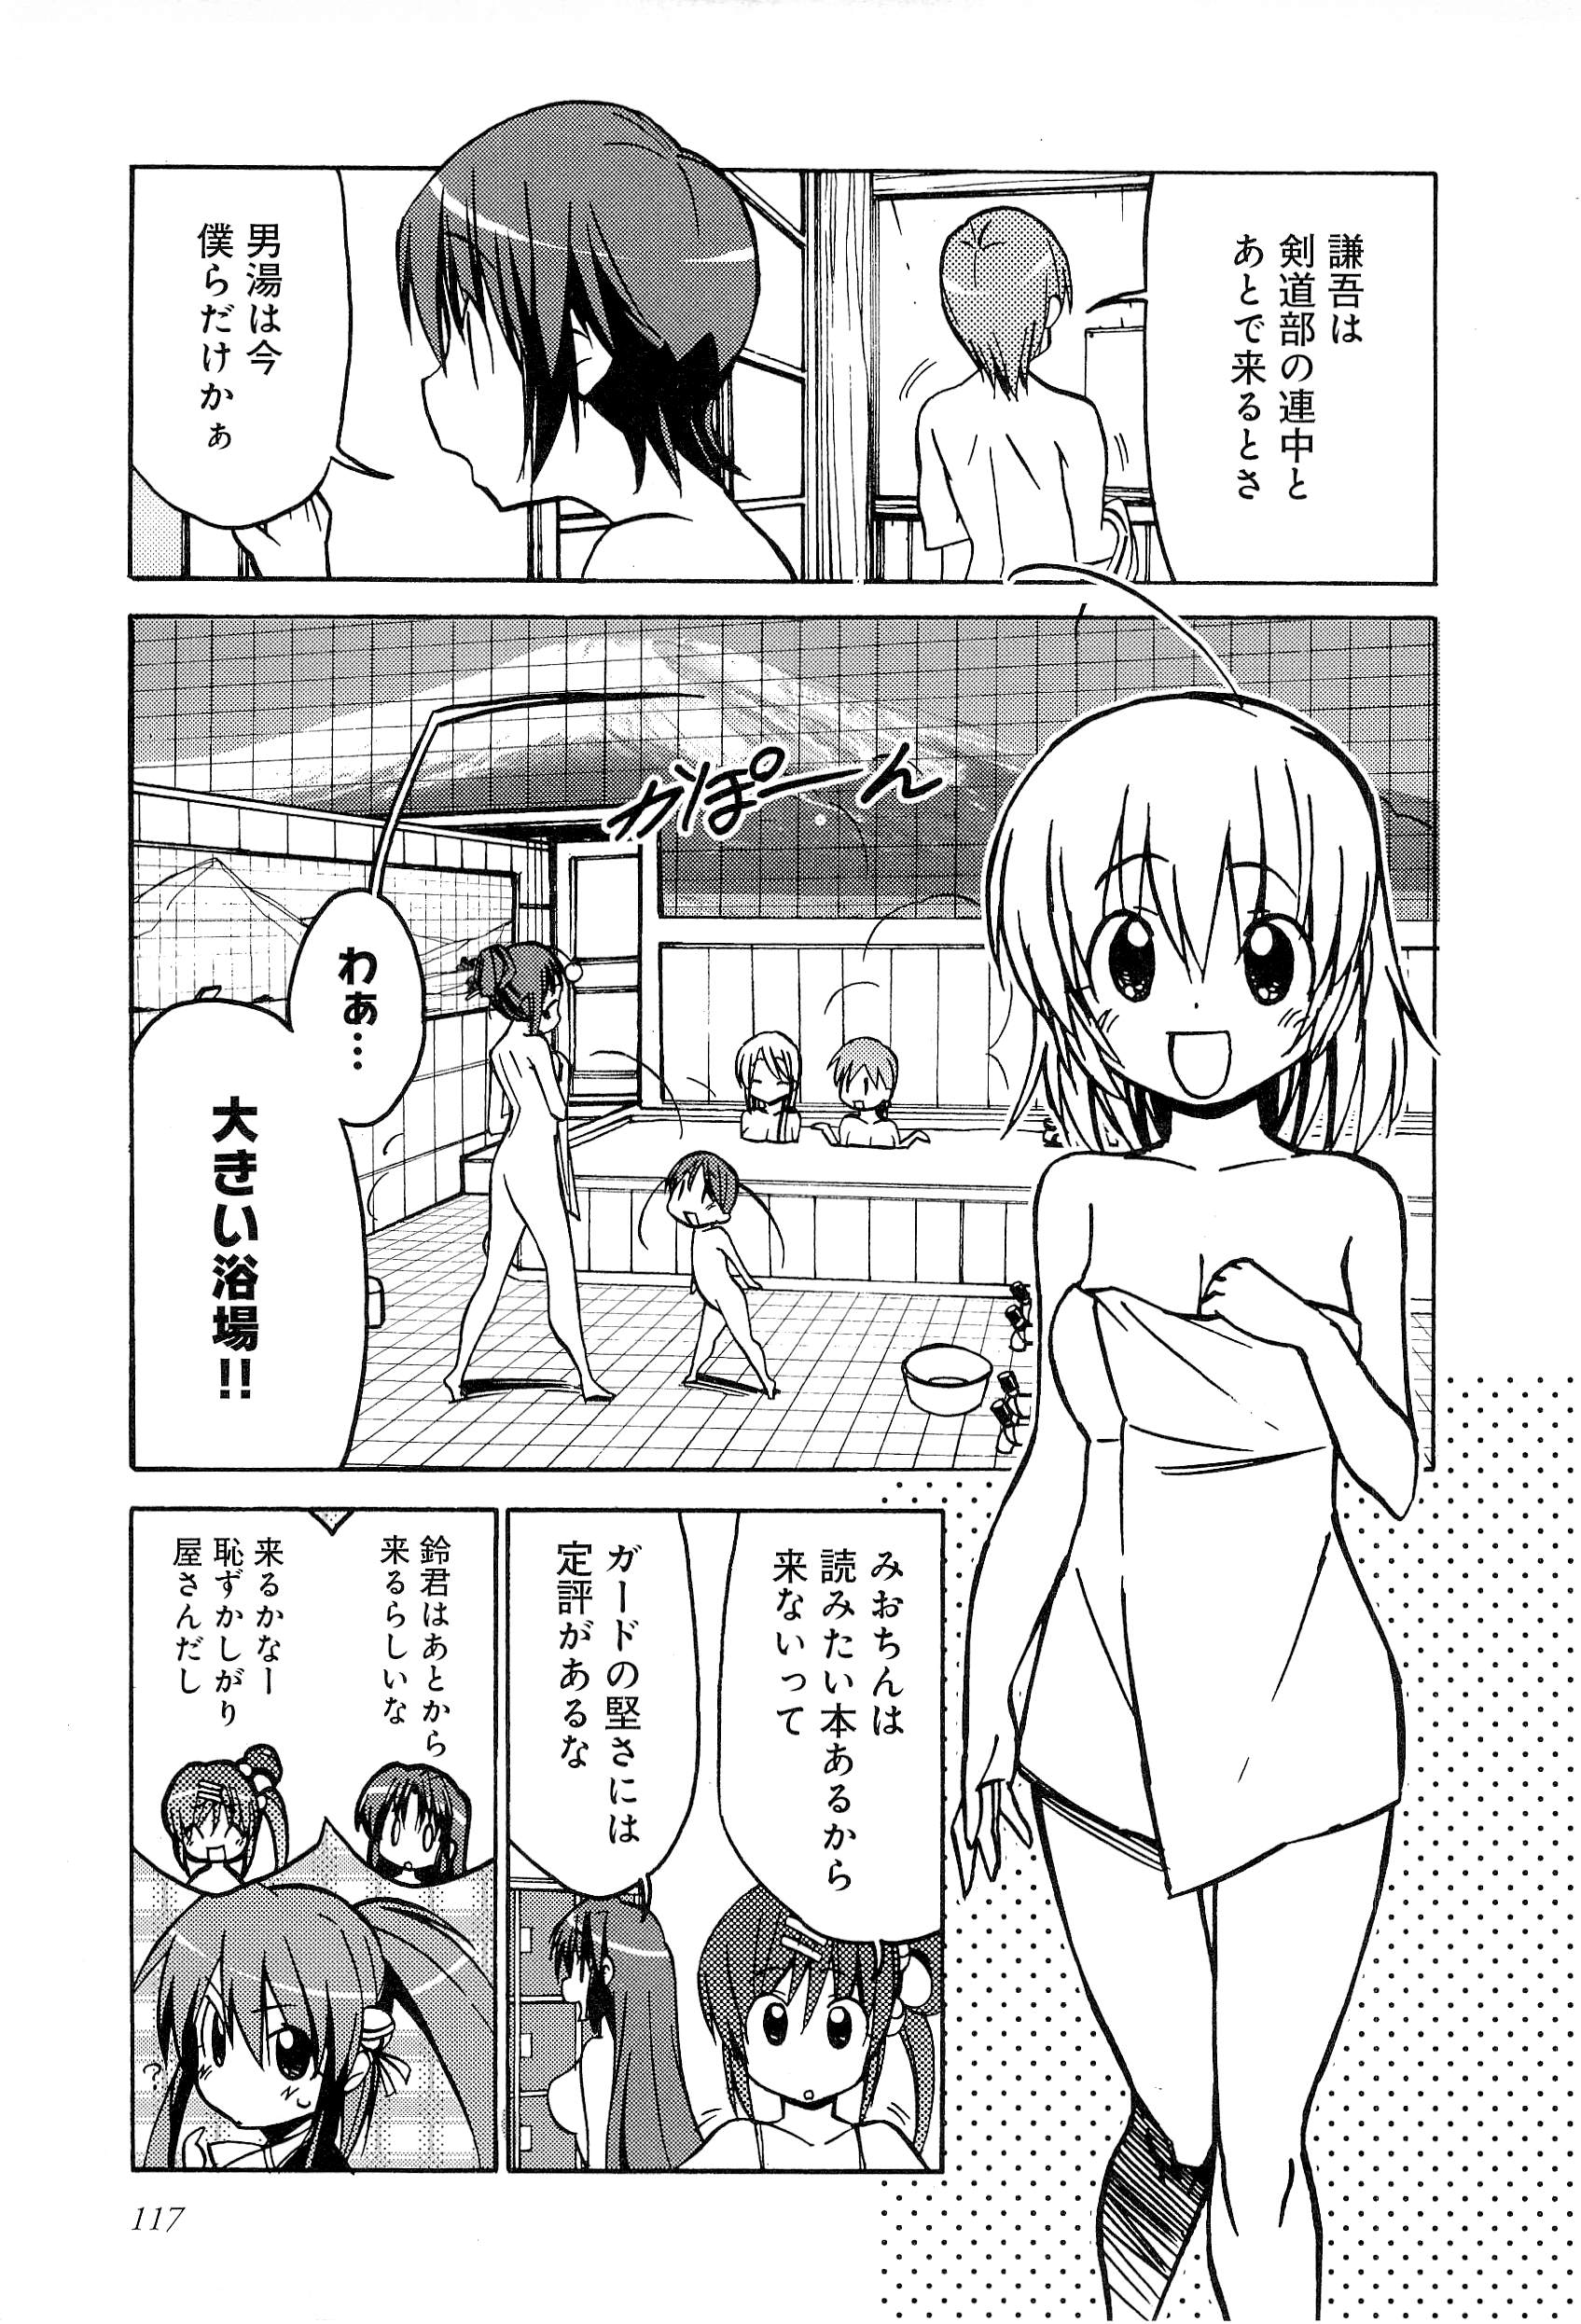 謙吾は
剣道部の連中と
あとで来るとさ
男湯は今
僕らだけかぁ
かぽーん
わぁ…
大きい浴場!!
みおちんは
読みたい本あるから
来ないって
ガードの堅さには
定評があるな
鈴君はあとから
来るらしいな
来るかなー
恥ずかしがり
屋さんだし
?
117